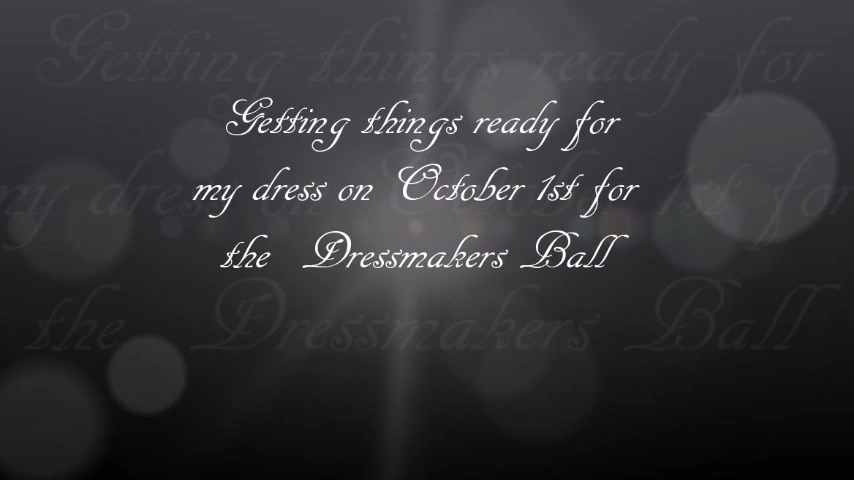 Getting things ready for
my dress on October 1st for
the Dressmakers Ball